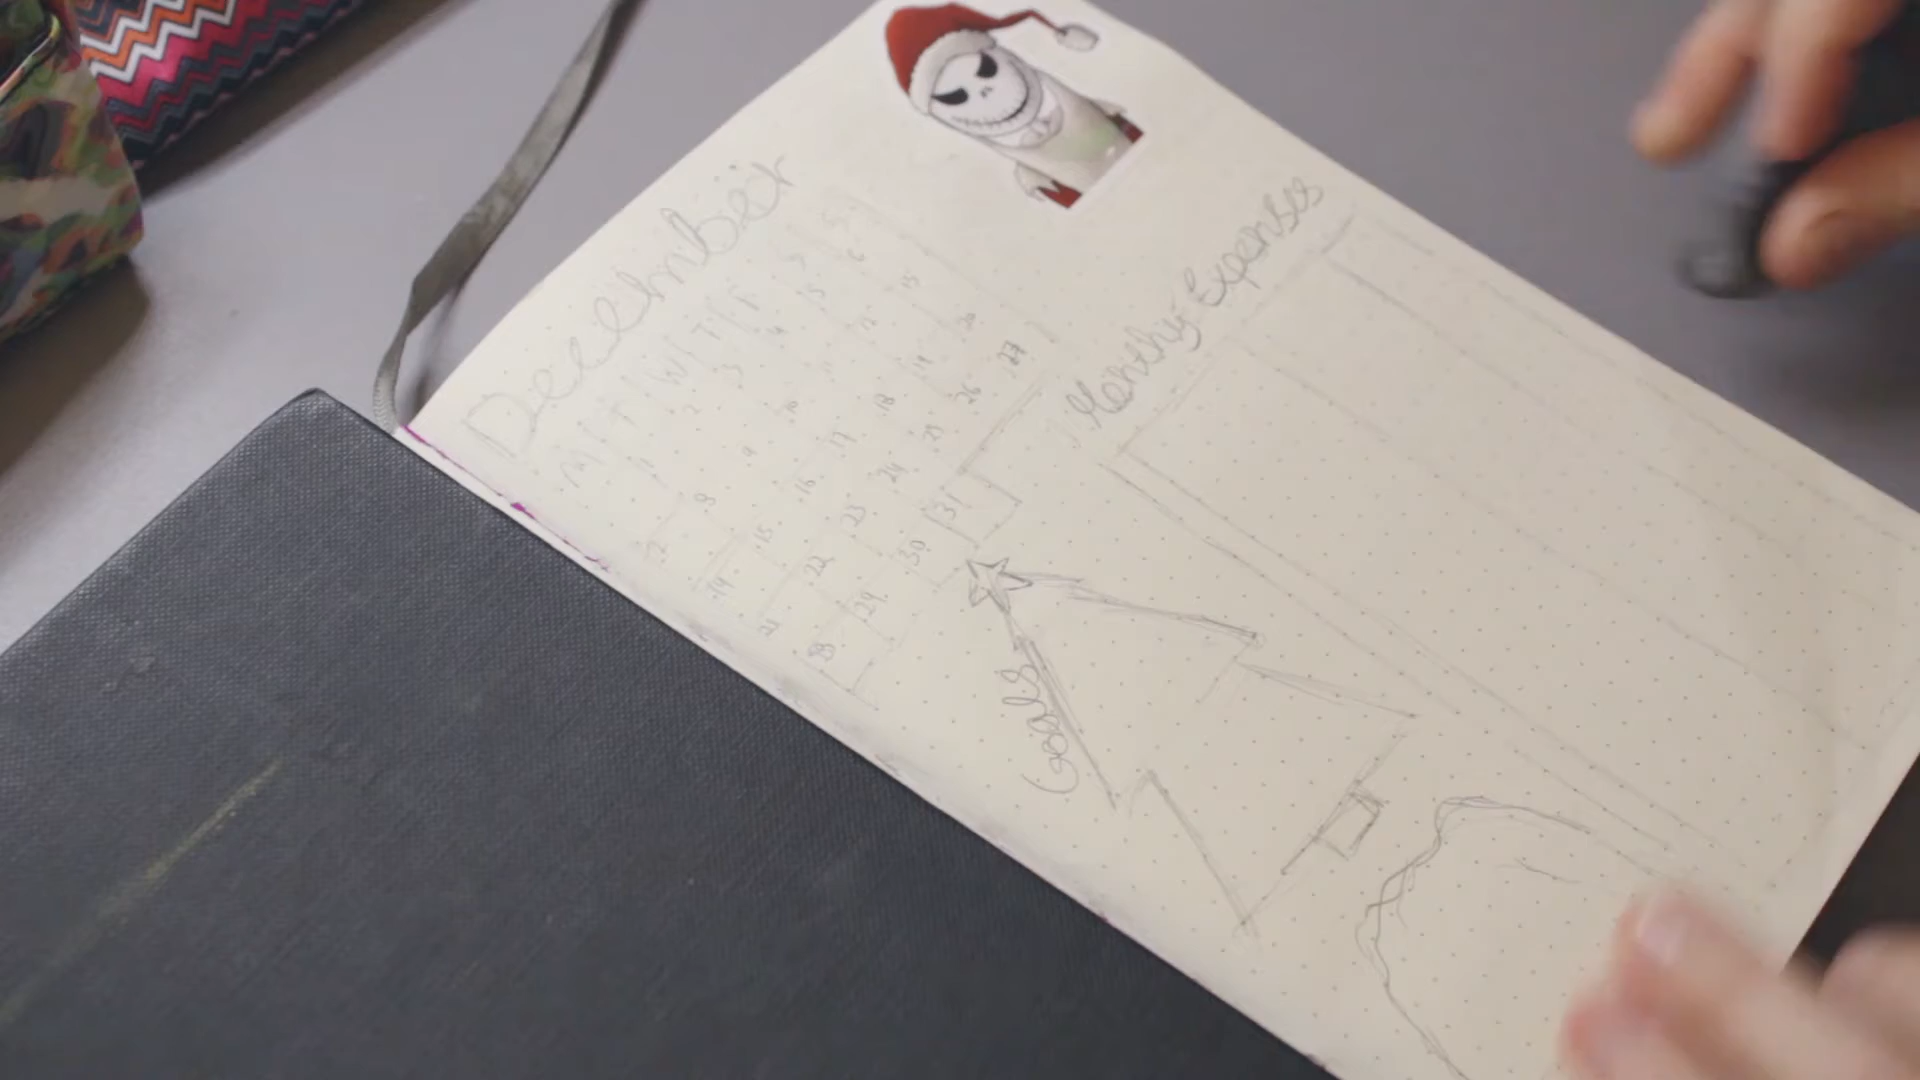 December
M T W T F S S
1 2 3 4 5 6
7 8 9 10 11 12 13
14 15 16 17 18 19 20
21 22 23 24 25 26 27
28 29 30 31
Monthy Expenses
Goals